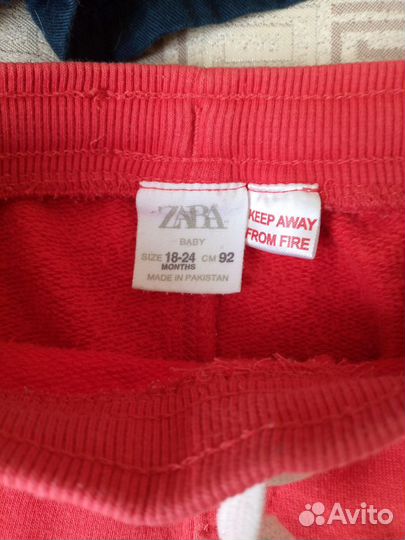 ZARA
BABY
SIZE 18-24 CM 92
MONTHS
MADE IN PAKISTAN
KEEP AWAY
FROM FIRE
Avito